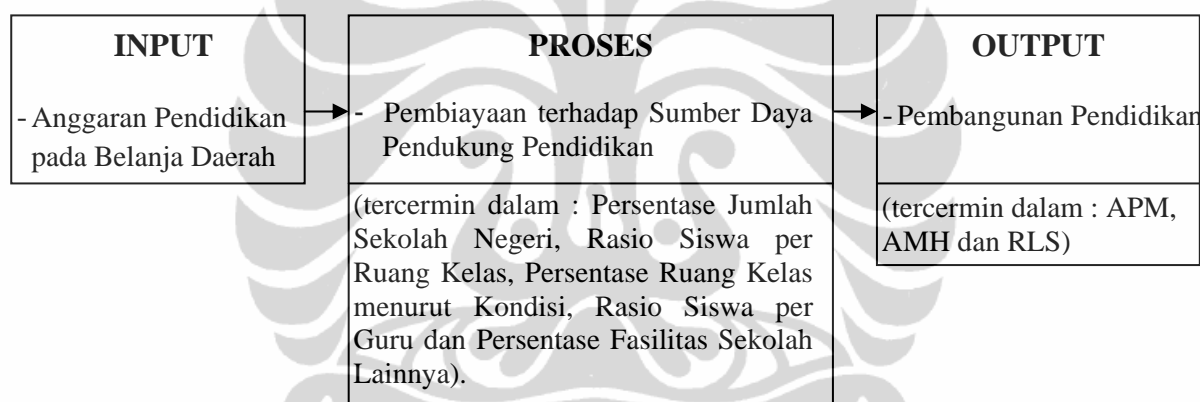 INPUT
- Anggaran Pendidikan
pada Belanja Daerah
PROSES
- Pembiayaan terhadap Sumber Daya
Pendukung Pendidikan
(tercermin dalam : Persentase Jumlah
Sekolah Negeri, Rasio Siswa per
Ruang Kelas, Persentase Ruang Kelas
menurut Kondisi, Rasio Siswa per
Guru dan Persentase Fasilitas Sekolah
Lainnya).
OUTPUT
- Pembangunan Pendidikan
(tercermin dalam : APM,
AMH dan RLS)